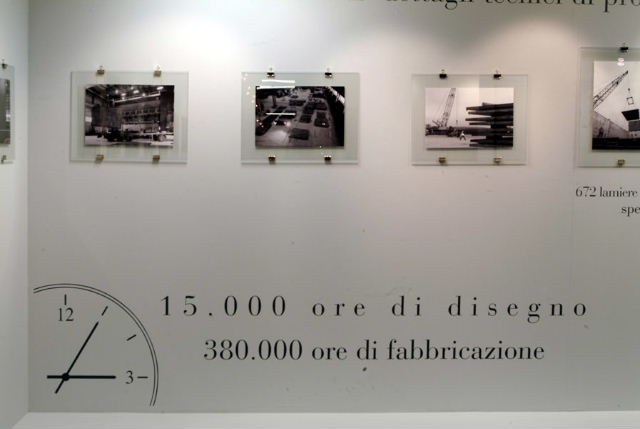 dettagli tecnici di
672 lamiere
12
15.000 ore di disegno
380.000 ore di fabbricazione
3